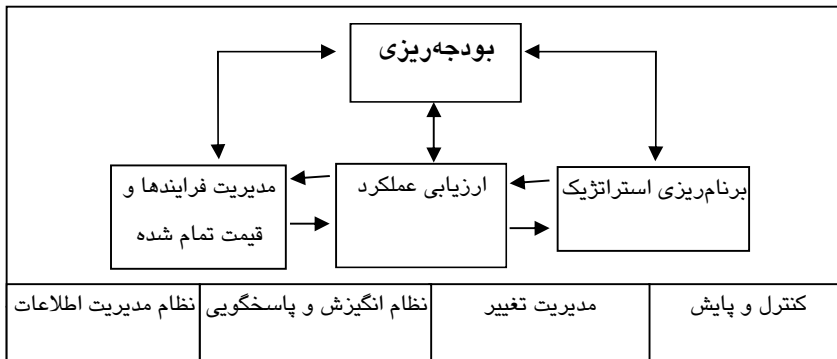 بودجه‌ریزی
برنام‌ریزی استراتژیک
ارزیابی عملکرد
مدیریت فرایندها و
قیمت تمام شده
کنترل و پایش
مدیریت تغییر
نظام انگیزش و پاسخگویی
نظام مدیریت اطلاعات